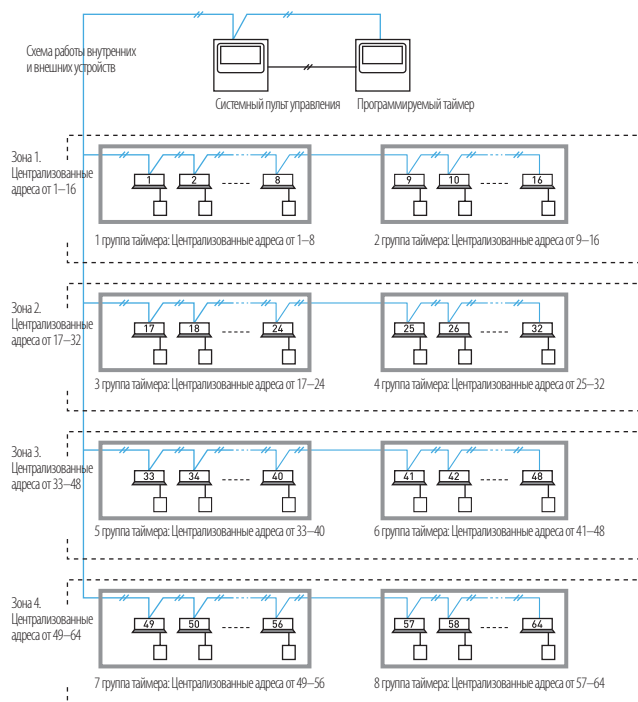 Схема работы внутренних
и внешних устройств
Системный пульт управления
Программируемый таймер
Зона 1.
Централизованные
адреса от 1–16
1
2
8
9
10
16
1 группа таймера: Централизованные адреса от 1–8
2 группа таймера: Централизованные адреса от 9–16
Зона 2.
Централизованные
адреса от 17–32
17
18
24
25
26
32
3 группа таймера: Централизованные адреса от 17–24
4 группа таймера: Централизованные адреса от 25–32
Зона 3.
Централизованные
адреса от 33–48
33
34
40
41
42
48
5 группа таймера: Централизованные адреса от 33–40
6 группа таймера: Централизованные адреса от 41–48
Зона 4.
Централизованные
адреса от 49–64
49
50
56
57
58
64
7 группа таймера: Централизованные адреса от 49–56
8 группа таймера: Централизованные адреса от 57–64